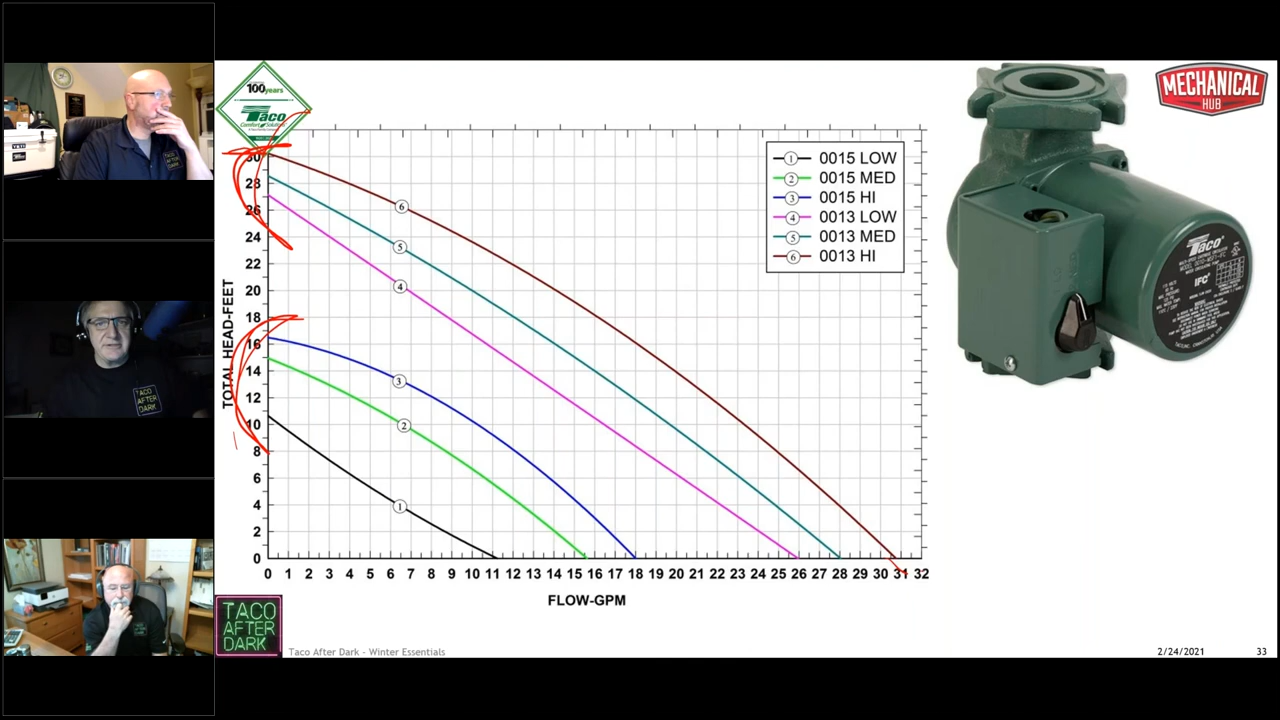 100years
Taco
Comfort Solutions
MECHANICAL
HUB
1 0015 LOW
2 0015 MED
3 0015 HI
4 0013 LOW
5 0013 MED
6 0013 HI
30
28
26
24
22
20
18
16
14
12
10
8
6
4
2
0
TOTAL HEAD-FEET
6
5
4
3
2
1
0 1 2 3 4 5 6 7 8 9 10 11 12 13 14 15 16 17 18 19 20 21 22 23 24 25 26 27 28 29 30 31 32
FLOW-GPM
Taco
IFC
TACO
AFTER
DARK
TACO
AFTER
DARK
Taco After Dark - Winter Essentials
2/24/2021
33